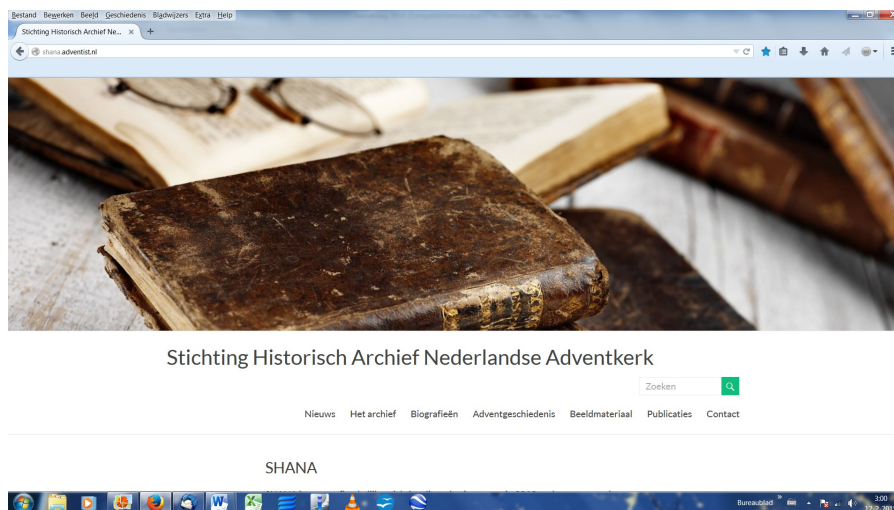 Bestand Bewerken Beeld Geschiedenis Bladwijzers Extra Help
Stichting Historisch Archief Ne... × +
shana.adventist.nl
Stichting Historisch Archief Nederlandse Adventkerk
Zoeken
Nieuws Het archief Biografieën Adventgeschiedenis Beeldmateriaal Publicaties Contact
SHANA
Bureaublad
3:00